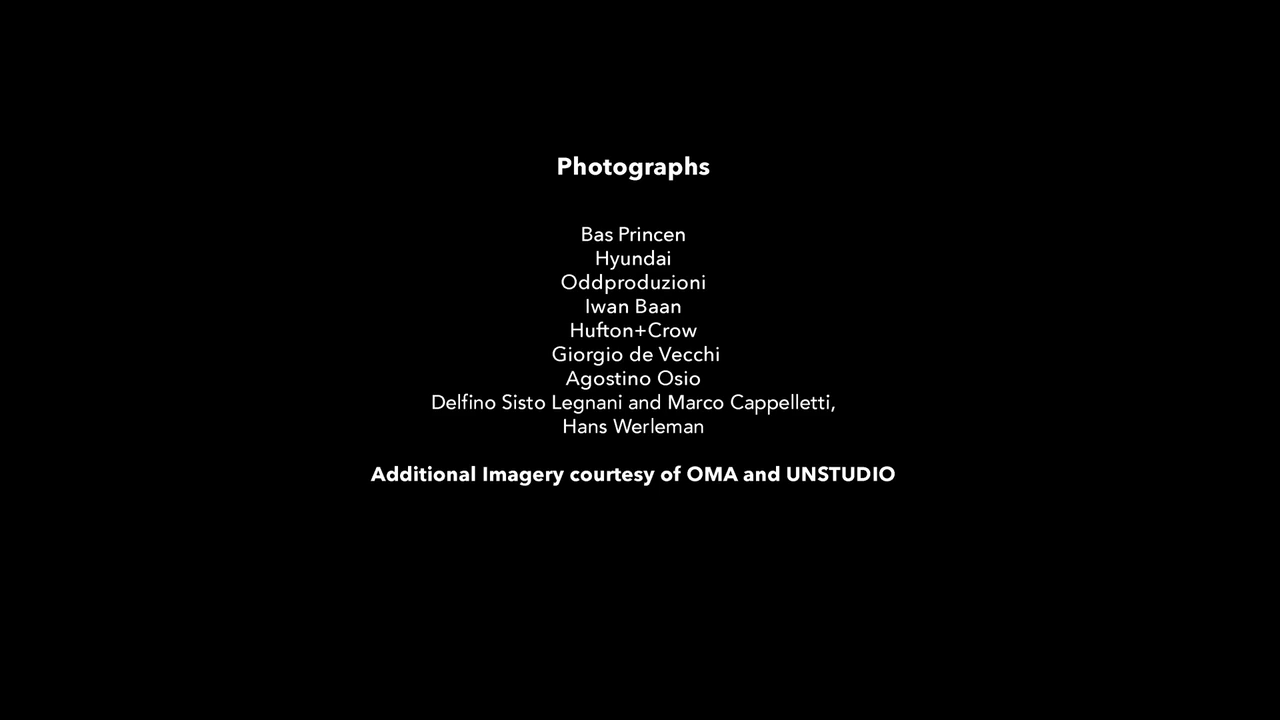 Photographs
Bas Princen
Hyundai
Oddproduzioni
Iwan Baan
Hufton+Crow
Giorgio de Vecchi
Agostino Osio
Delfino Sisto Legnani and Marco Cappelletti,
Hans Werleman
Additional Imagery courtesy of OMA and UNSTUDIO